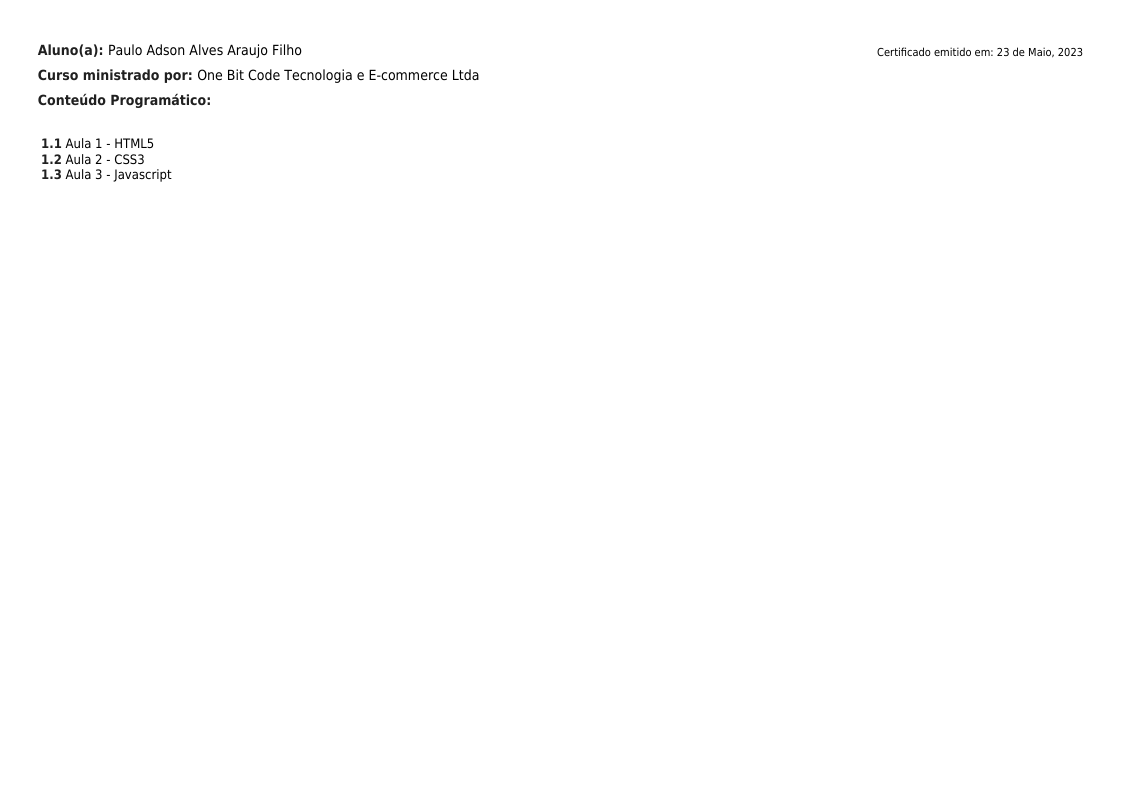 Aluno(a): Paulo Adson Alves Araujo Filho
Certificado emitido em: 23 de Maio, 2023
Curso ministrado por: One Bit Code Tecnologia e E-commerce Ltda
Conteúdo Programático:
1.1 Aula 1 - HTML5
1.2 Aula 2 - CSS3
1.3 Aula 3 - Javascript